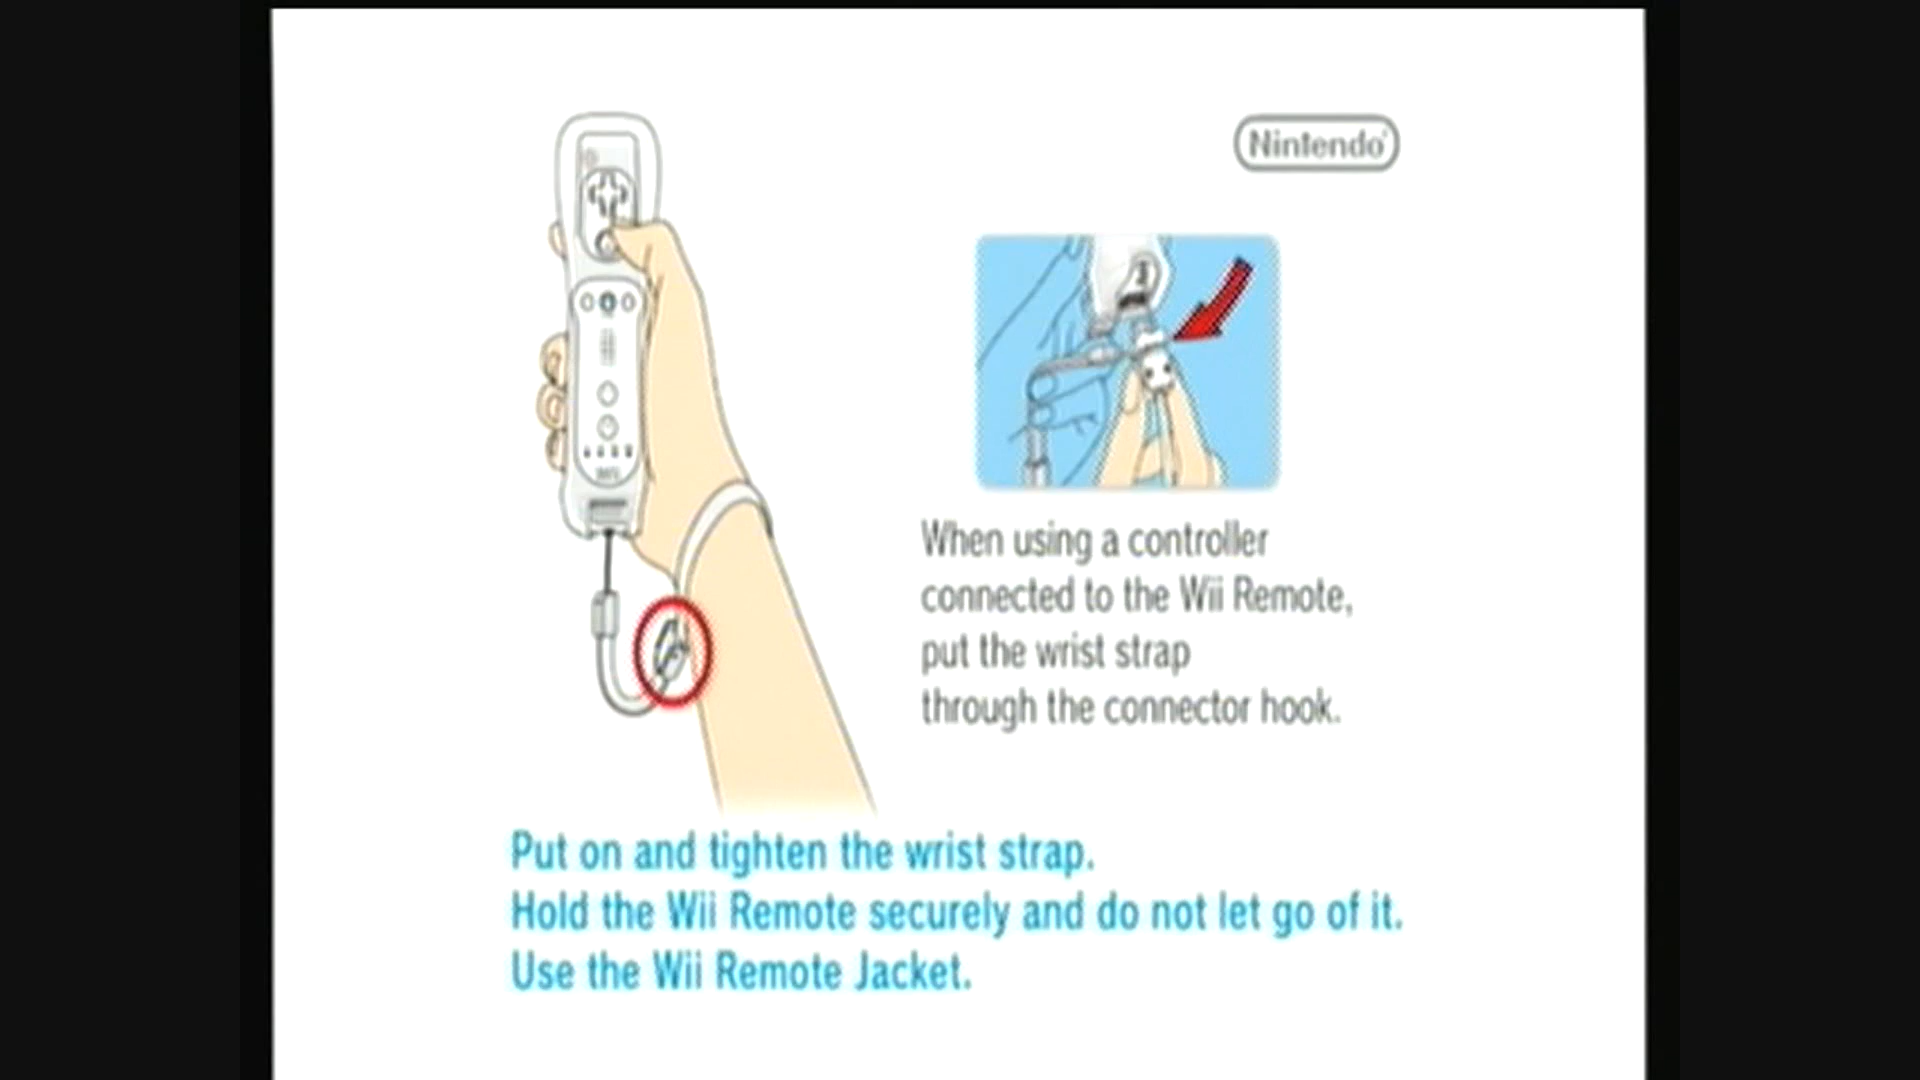 Nintendo
When using a controller
connected to the Wii Remote,
put the wrist strap
through the connector hook.
Put on and tighten the wrist strap.
Hold the Wii Remote securely and do not let go of it.
Use the Wii Remote Jacket.